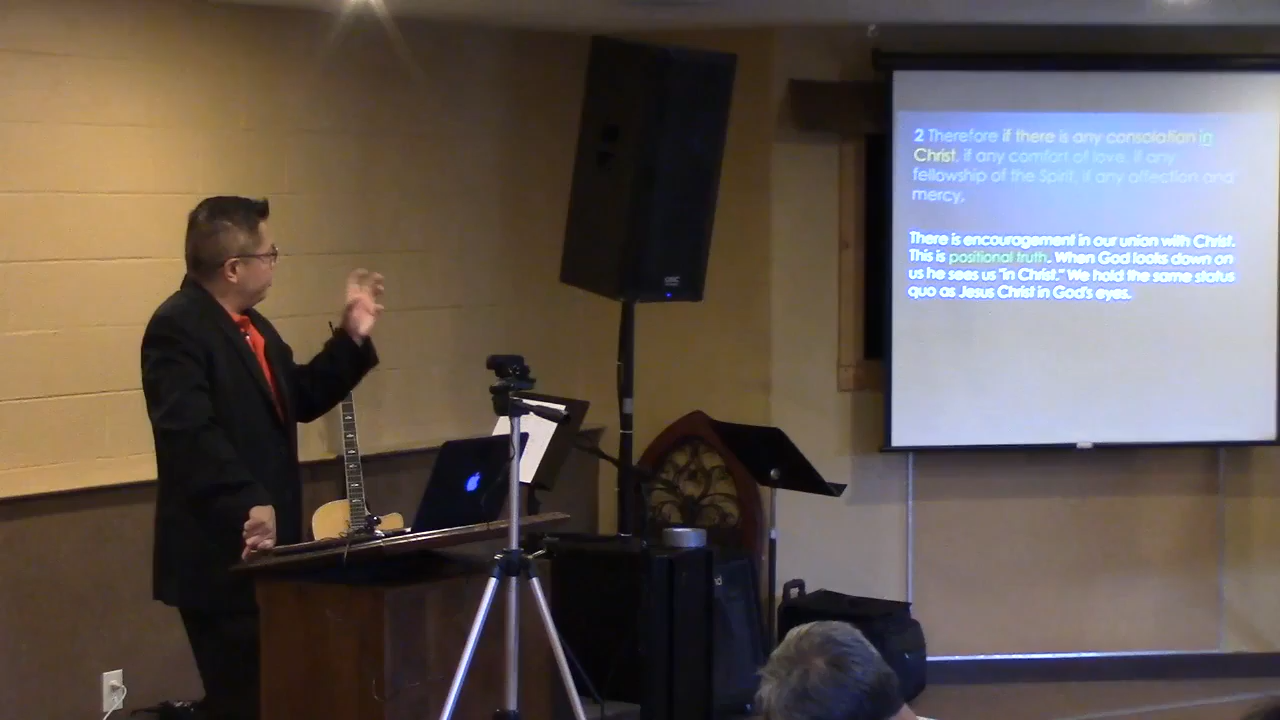 2 Therefore if there is any consolation in
Christ, if any comfort of love, if any
fellowship of the Spirit, if any affection and
mercy,
There is encouragement in our union with Christ.
This is positional truth. When God looks down on
us he sees us "in Christ." We hold the same status
quo as Jesus Christ in God's eyes.